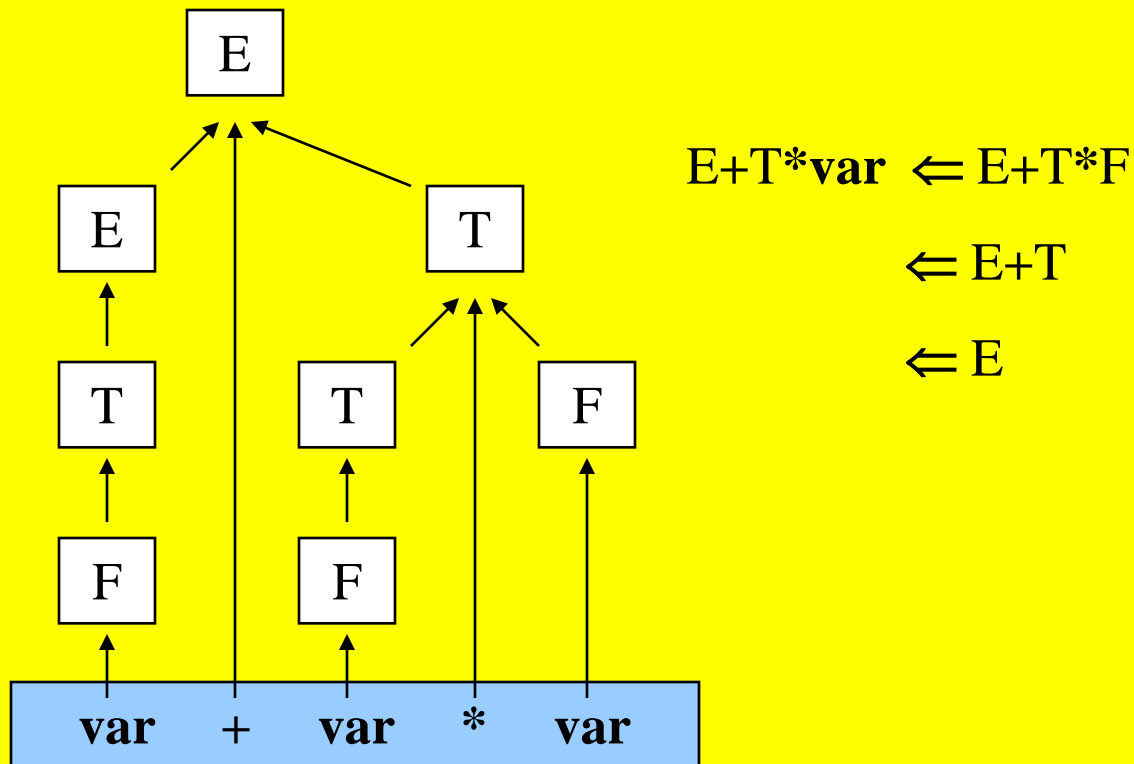 E
E+T*var ⇐ E+T*F
E T
⇐ E+T
⇐ E
T T F
F F
var + var * var